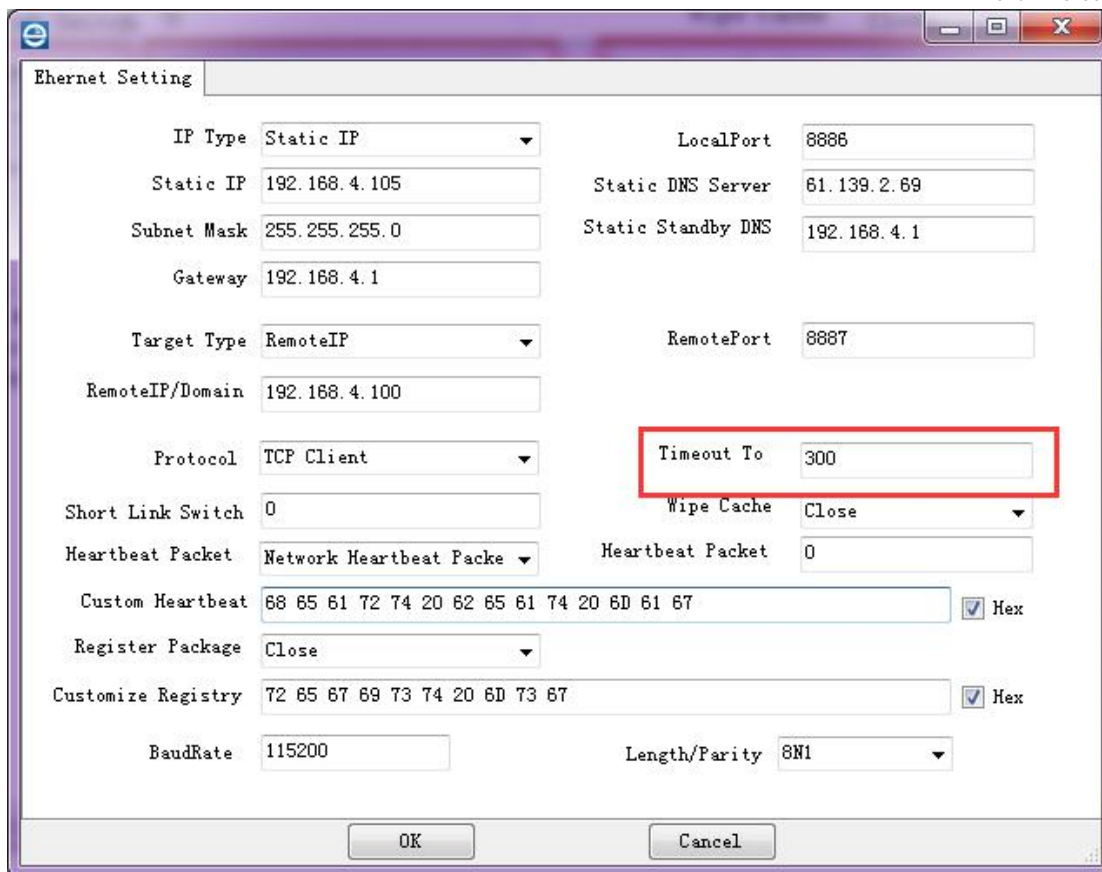 Ehernet Setting
IP Type Static IP LocalPort 8886
Static IP 192.168.4.105 Static DNS Server 61.139.2.69
Subnet Mask 255.255.255.0 Static Standby DNS 192.168.4.1
Gateway 192.168.4.1
Target Type RemoteIP RemotePort 8887
RemoteIP/Domain 192.168.4.100
Protocol TCP Client Timeout To 300
Short Link Switch 0 Wipe Cache Close
Heartbeat Packet Network Heartbeat Packe Heartbeat Packet 0
Custom Heartbeat 68 65 61 72 74 20 62 65 61 74 20 6D 61 67 Hex
Register Package Close
Customize Registry 72 65 67 69 73 74 20 6D 73 67 Hex
BaudRate 115200 Length/Parity 8N1
OK Cancel